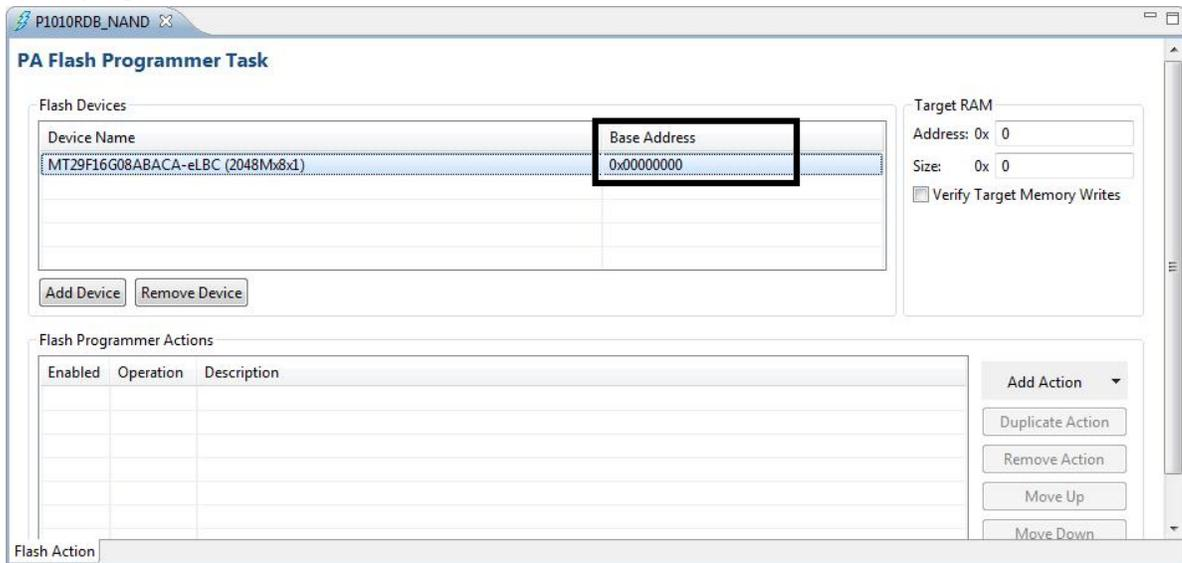 P1010RDB_NAND
PA Flash Programmer Task
Flash Devices
Device Name Base Address
MT29F16G08ABACA-eLBC (2048Mx8x1) 0x00000000
Add Device Remove Device
Target RAM
Address: 0x 0
Size: 0x 0
Verify Target Memory Writes
Flash Programmer Actions
Enabled Operation Description
Add Action
Duplicate Action
Remove Action
Move Up
Move Down
Flash Action